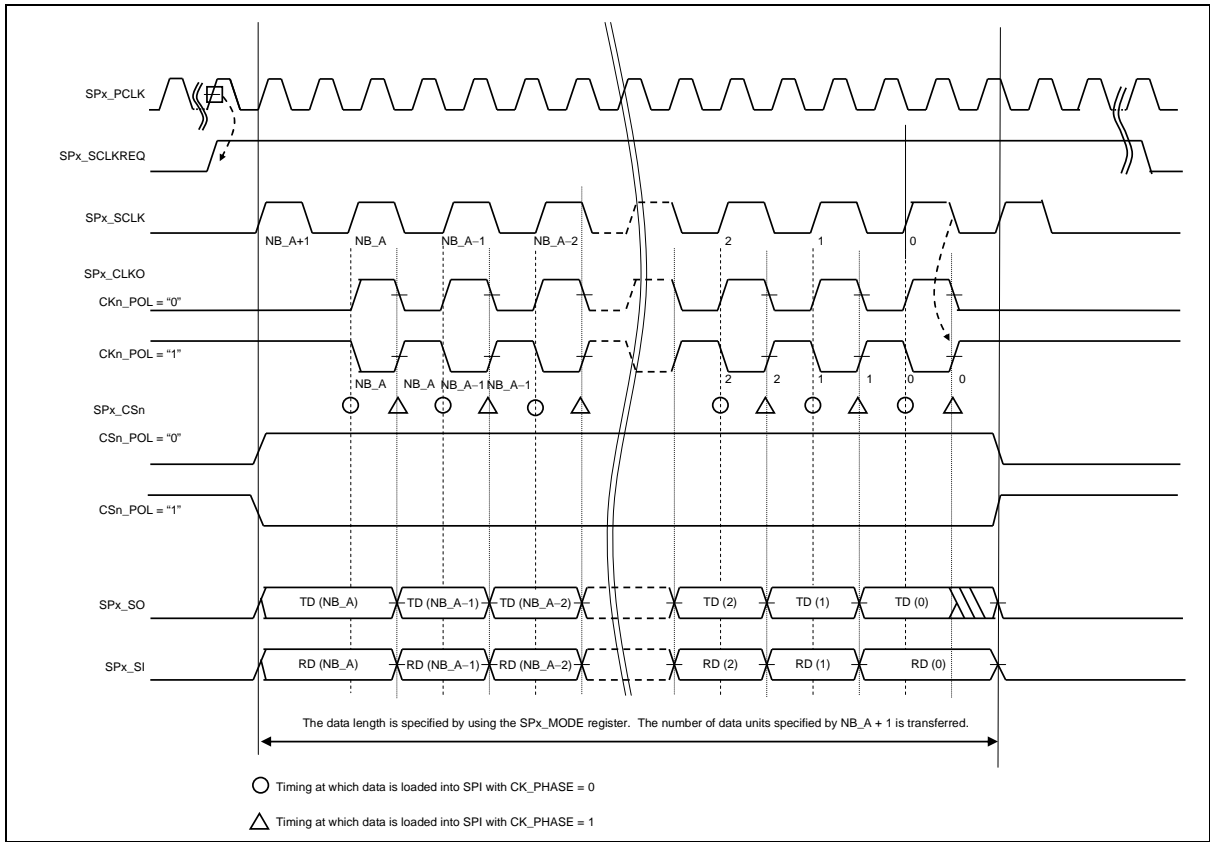 SPx_PCLK
SPx_SCLKREQ
SPx_SCLK
NB_A+1 NB_A NB_A−1 NB_A−2 2 1 0
SPx_CLKO
CKn_POL = “0”
CKn_POL = “1”
NB_A NB_A NB_A−1 NB_A−1 2 2 1 1 0 0
SPx_CSn
CSn_POL = “0”
CSn_POL = “1”
SPx_SO TD (NB_A) TD (NB_A−1) TD (NB_A−2) TD (2) TD (1) TD (0)
SPx_SI RD (NB_A) RD (NB_A−1) RD (NB_A−2) RD (2) RD (1) RD (0)
The data length is specified by using the SPx_MODE register. The number of data units specified by NB_A + 1 is transferred.
Timing at which data is loaded into SPI with CK_PHASE = 0
Timing at which data is loaded into SPI with CK_PHASE = 1